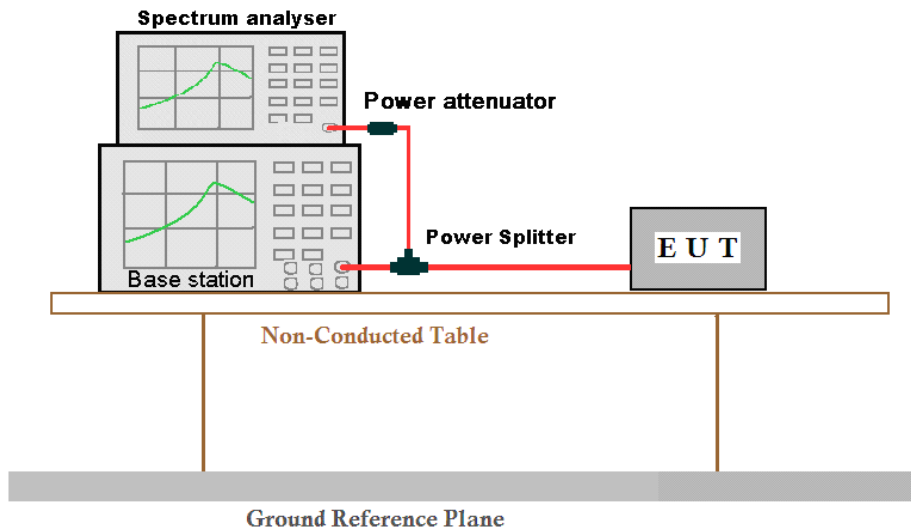 Spectrum analyser
Power attenuator
Power Splitter
E U T
Base station
Non-Conducted Table
Ground Reference Plane